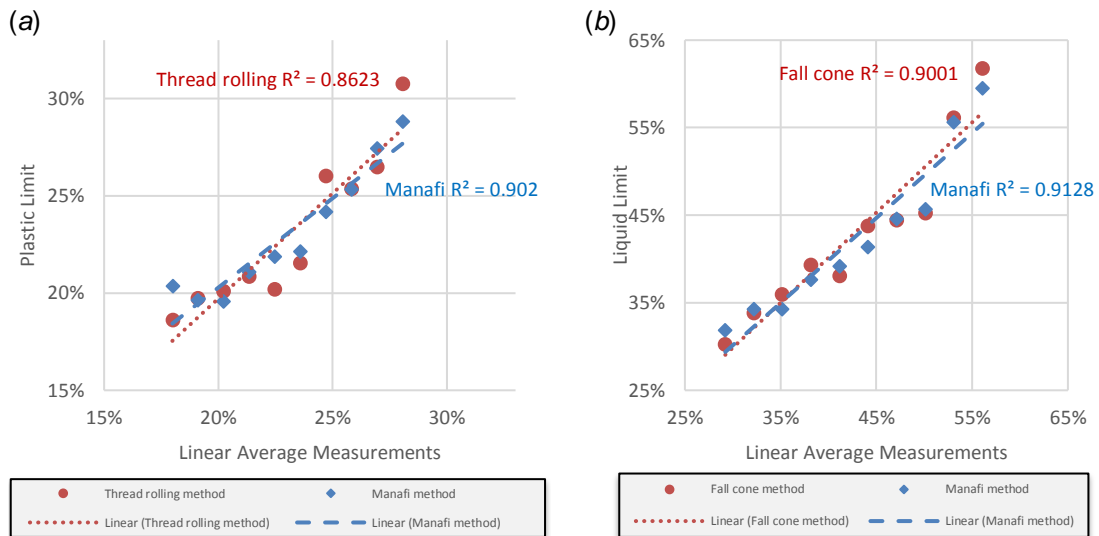 (a)
Thread rolling R² = 0.8623
30%
25%
20%
15%
Plastic Limit
Manafi R² = 0.902
15% 20% 25% 30%
Linear Average Measurements
Thread rolling method Manafi method
Linear (Thread rolling method) Linear (Manafi method)
(b)
65%
Fall cone R² = 0.9001
55%
45%
35%
25%
Liquid Limit
Manafi R² = 0.9128
25% 35% 45% 55% 65%
Linear Average Measurements
Fall cone method Manafi method
Linear (Fall cone method) Linear (Manafi method)